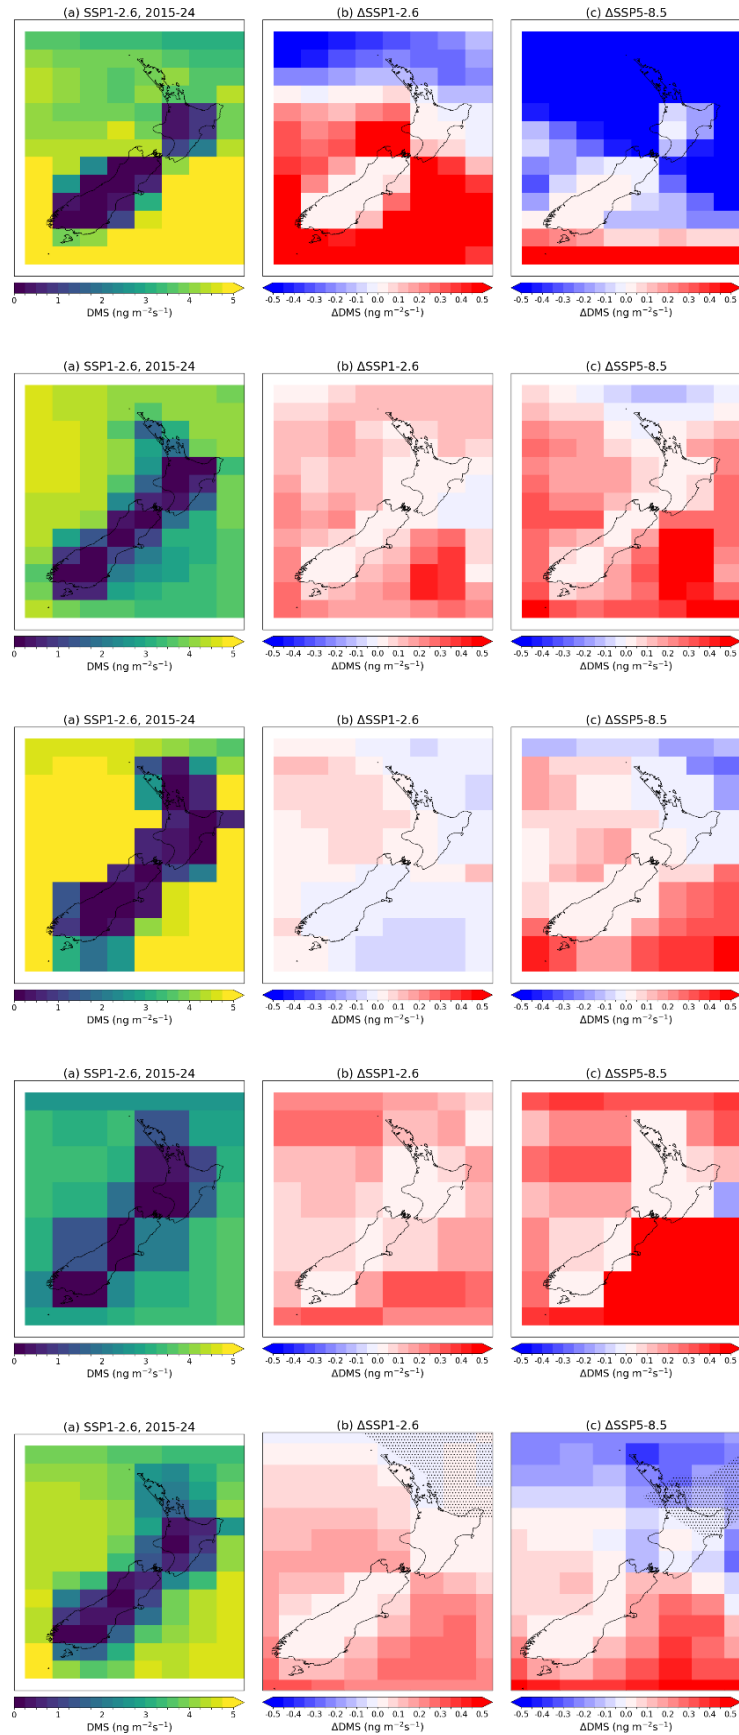 (a) SSP1-2.6, 2015-24 (b) ΔSSP1-2.6 (c) ΔSSP5-8.5
0 1 2 3 4 5 -0.5 -0.4 -0.3 -0.2 -0.1 0.0 0.1 0.2 0.3 0.4 0.5 -0.5 -0.4 -0.3 -0.2 -0.1 0.0 0.1 0.2 0.3 0.4 0.5
DMS (ng m⁻²s⁻¹) ΔDMS (ng m⁻²s⁻¹) ΔDMS (ng m⁻²s⁻¹)
(a) SSP1-2.6, 2015-24 (b) ΔSSP1-2.6 (c) ΔSSP5-8.5
0 1 2 3 4 5 -0.5 -0.4 -0.3 -0.2 -0.1 0.0 0.1 0.2 0.3 0.4 0.5 -0.5 -0.4 -0.3 -0.2 -0.1 0.0 0.1 0.2 0.3 0.4 0.5
DMS (ng m⁻²s⁻¹) ΔDMS (ng m⁻²s⁻¹) ΔDMS (ng m⁻²s⁻¹)
(a) SSP1-2.6, 2015-24 (b) ΔSSP1-2.6 (c) ΔSSP5-8.5
0 1 2 3 4 5 -0.5 -0.4 -0.3 -0.2 -0.1 0.0 0.1 0.2 0.3 0.4 0.5 -0.5 -0.4 -0.3 -0.2 -0.1 0.0 0.1 0.2 0.3 0.4 0.5
DMS (ng m⁻²s⁻¹) ΔDMS (ng m⁻²s⁻¹) ΔDMS (ng m⁻²s⁻¹)
(a) SSP1-2.6, 2015-24 (b) ΔSSP1-2.6 (c) ΔSSP5-8.5
0 1 2 3 4 5 -0.5 -0.4 -0.3 -0.2 -0.1 0.0 0.1 0.2 0.3 0.4 0.5 -0.5 -0.4 -0.3 -0.2 -0.1 0.0 0.1 0.2 0.3 0.4 0.5
DMS (ng m⁻²s⁻¹) ΔDMS (ng m⁻²s⁻¹) ΔDMS (ng m⁻²s⁻¹)
(a) SSP1-2.6, 2015-24 (b) ΔSSP1-2.6 (c) ΔSSP5-8.5
0 1 2 3 4 5 -0.5 -0.4 -0.3 -0.2 -0.1 0.0 0.1 0.2 0.3 0.4 0.5 -0.5 -0.4 -0.3 -0.2 -0.1 0.0 0.1 0.2 0.3 0.4 0.5
DMS (ng m⁻²s⁻¹) ΔDMS (ng m⁻²s⁻¹) ΔDMS (ng m⁻²s⁻¹)